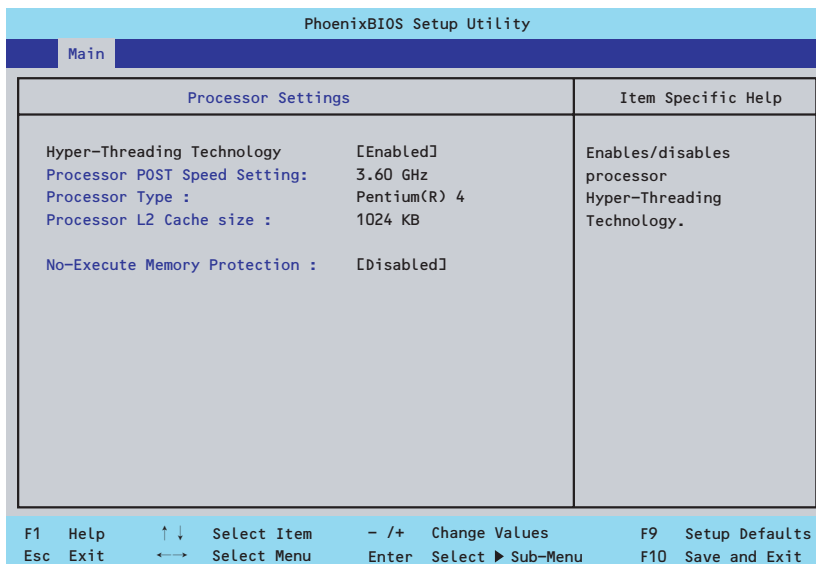 PhoenixBIOS Setup Utility
Main
Processor Settings
Item Specific Help
Hyper-Threading Technology [Enabled]
Processor POST Speed Setting: 3.60 GHz
Processor Type : Pentium(R) 4
Processor L2 Cache size : 1024 KB
No-Execute Memory Protection : [Disabled]
Enables/disables
processor
Hyper-Threading
Technology.
F1 Help ↑↓ Select Item - /+ Change Values F9 Setup Defaults
Esc Exit ←→ Select Menu Enter Select ▶ Sub-Menu F10 Save and Exit